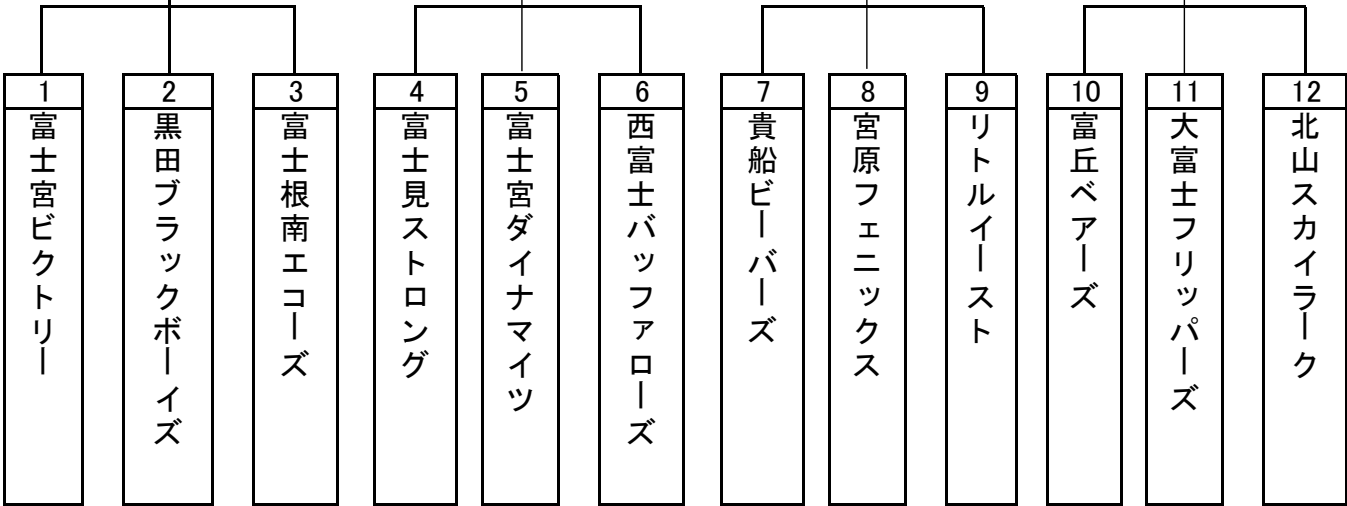 1
富士宮ビクトリー
2
黒田ブラックボーイズ
3
富士根南エコーズ
4
富士見ストロング
5
富士宮ダイナマイツ
6
西富士バッファローズ
7
貴船ビーバーズ
8
宮原フェニックス
9
リトルイースト
10
富丘ベアーズ
11
大富士フリッパーズ
12
北山スカイラーク